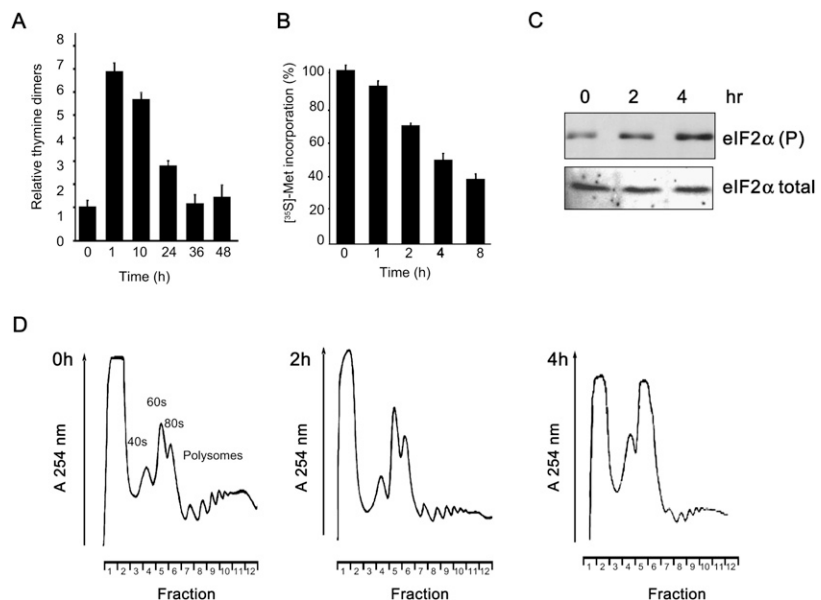 A
Relative thymine dimers
8
7
6
5
4
3
2
1
0
0 1 10 24 36 48
Time (h)
B
[³⁵S]-Met incorporation (%)
100
80
60
40
20
0
0 1 2 4 8
Time (h)
C
0 2 4 hr
eIF2α (P)
eIF2α total
D
0h
A 254 nm
40s
60s
80s
Polysomes
1 2 3 4 5 6 7 8 9 10 11 12
Fraction
2h
A 254 nm
1 2 3 4 5 6 7 8 9 10 11 12
Fraction
4h
A 254 nm
1 2 3 4 5 6 7 8 9 10 11 12
Fraction